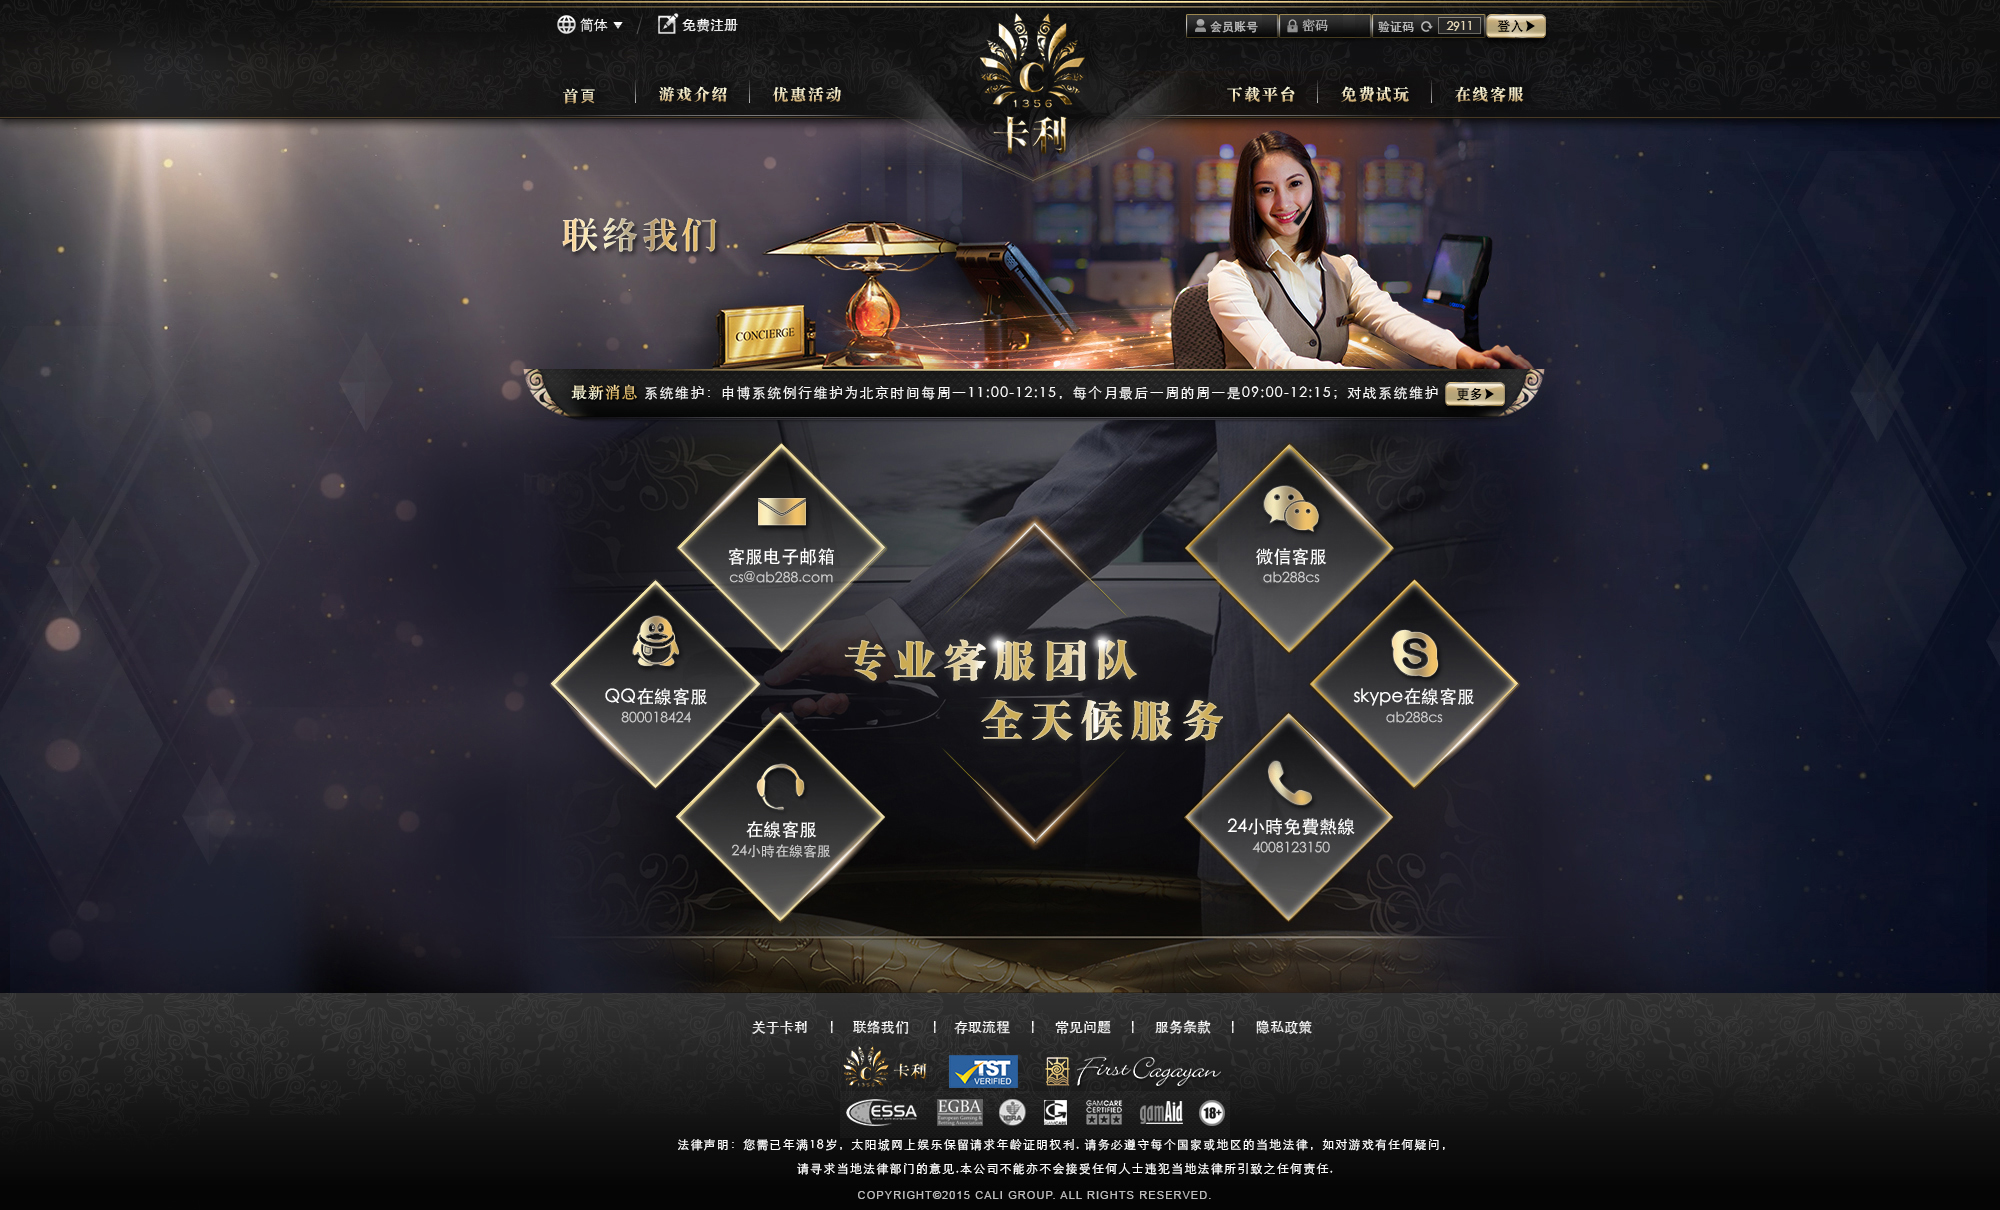 简体
免费注册
会员账号
密码
验证码
2911
登入
首頁
游戏介绍
优惠活动
C
1356
卡利
下载平台
免费试玩
在线客服
联络我们..
CONCIERGE
最新消息 系统维护：申博系统例行维护为北京时间每周一11:00-12:15，每个月最后一周的周一是09:00-12:15；对战系统维护
更多
客服电子邮箱
cs@ab288.com
微信客服
ab288cs
QQ在線客服
800018424
skype在線客服
ab288cs
专业客服团队
全天候服务
在線客服
24小時在線客服
24小時免費熱線
4008123150
关于卡利 | 联络我们 | 存取流程 | 常见问题 | 服务条款 | 隐私政策
C
1356
卡利
TST
VERIFIED
First Cagayan
ESSA
EGBA
European Gaming & Betting Association
G
GAMCARE
CERTIFIED
gamAid
18+
法律声明：您需已年满18岁，太阳城网上娱乐保留请求年龄证明权利. 请务必遵守每个国家或地区的当地法律，如对游戏有任何疑问，
请寻求当地法律部门的意见.本公司不能亦不会接受任何人士违犯当地法律所引致之任何责任.
COPYRIGHT©2015 CALI GROUP. ALL RIGHTS RESERVED.